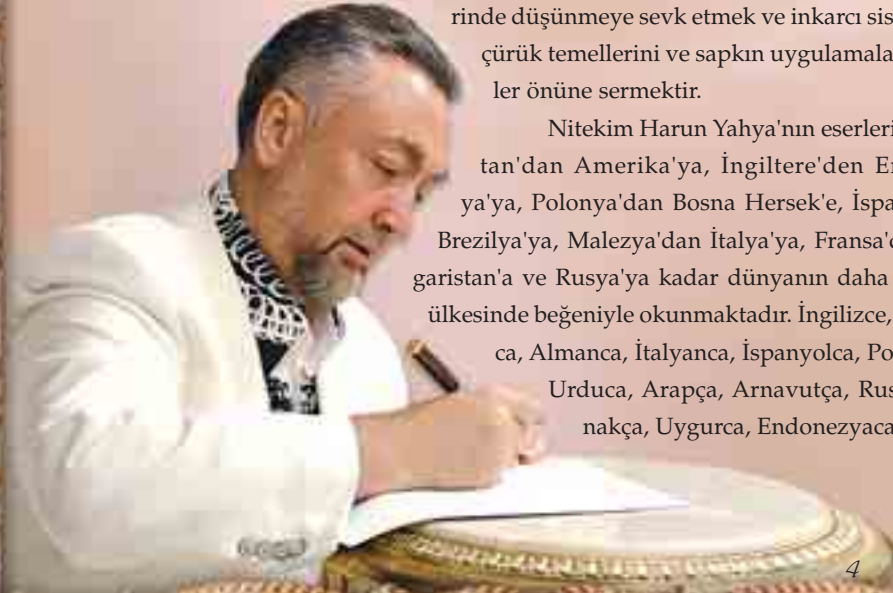 rinde düşünmeye sevk etmek ve inkarcı sis
çürük temellerini ve sapkın uygulamala
ler önüne sermektir.
Nitekim Harun Yahya'nın eserleri
tan'dan Amerika'ya, İngiltere'den En
ya'ya, Polonya'dan Bosna Hersek'e, İspa
Brezilya'ya, Malezya'dan İtalya'ya, Fransa'd
garistan'a ve Rusya'ya kadar dünyanın daha
ülkesinde beğeniyle okunmaktadır. İngilizce,
ca, Almanca, İtalyanca, İspanyolca, Po
Urduca, Arapça, Arnavutça, Rus
nakça, Uygurca, Endonezyaca
4